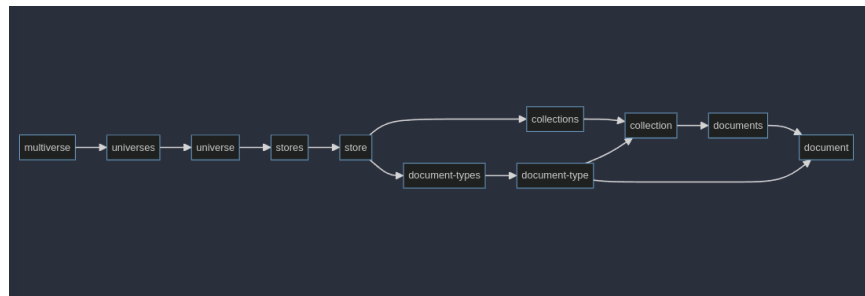 multiverse
universes
universe
stores
store
collections
document-types
document-type
collection
documents
document